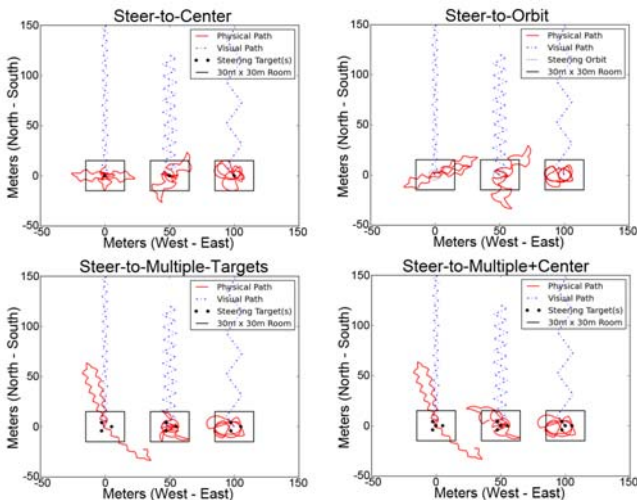 Steer-to-Center
150
100
50
0
-50
-50
0
50
100
150
Meters (North - South)
Meters (West - East)
Physical Path
Visual Path
Steering Target(s)
30m x 30m Room
Steer-to-Orbit
150
100
50
0
-50
-50
0
50
100
150
Meters (North - South)
Meters (West - East)
Physical Path
Visual Path
Steering Orbit
30m x 30m Room
Steer-to-Multiple-Targets
150
100
50
0
-50
-50
0
50
100
150
Meters (North - South)
Meters (West - East)
Physical Path
Visual Path
Steering Target(s)
30m x 30m Room
Steer-to-Multiple+Center
150
100
50
0
-50
-50
0
50
100
150
Meters (North - South)
Meters (West - East)
Physical Path
Visual Path
Steering Target(s)
30m x 30m Room